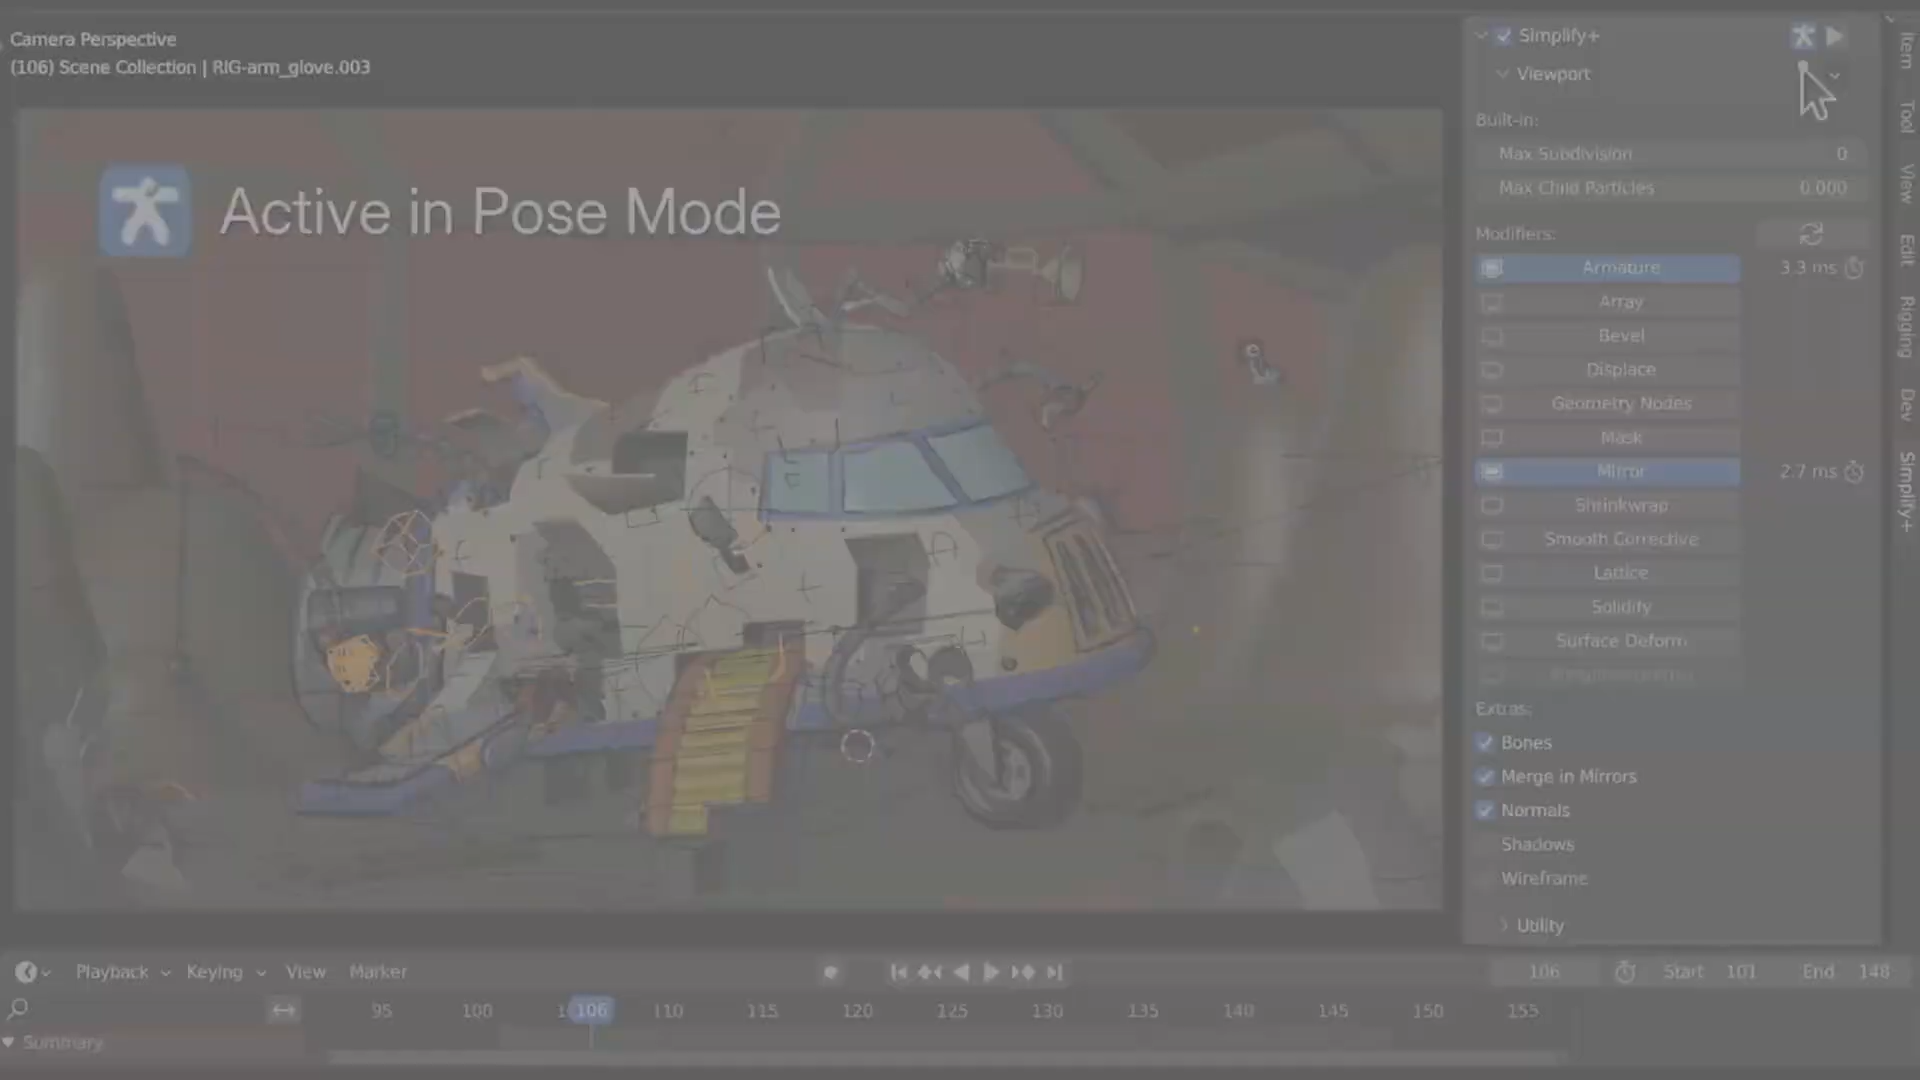 Camera Perspective
(106) Scene Collection | RIG-arm_glove.003
Active in Pose Mode
Simplify+
Viewport
Built-in:
Max Subdivision 0
Max Child Particles 0.000
Modifiers:
Armature 3.3 ms
Array
Bevel
Displace
Geometry Nodes
Mask
Mirror 2.7 ms
Shrinkwrap
Smooth Corrective
Lattice
Solidify
Surface Deform
Extras:
Bones
Merge in Mirrors
Normals
Shadows
Wireframe
Utility
Item
Tool
View
Edit
Rigging
Dev
Simplify+
Playback Keying View Marker 106 Start 101 End 148
95 100 106 110 115 120 125 130 135 140 145 150 155
Summary